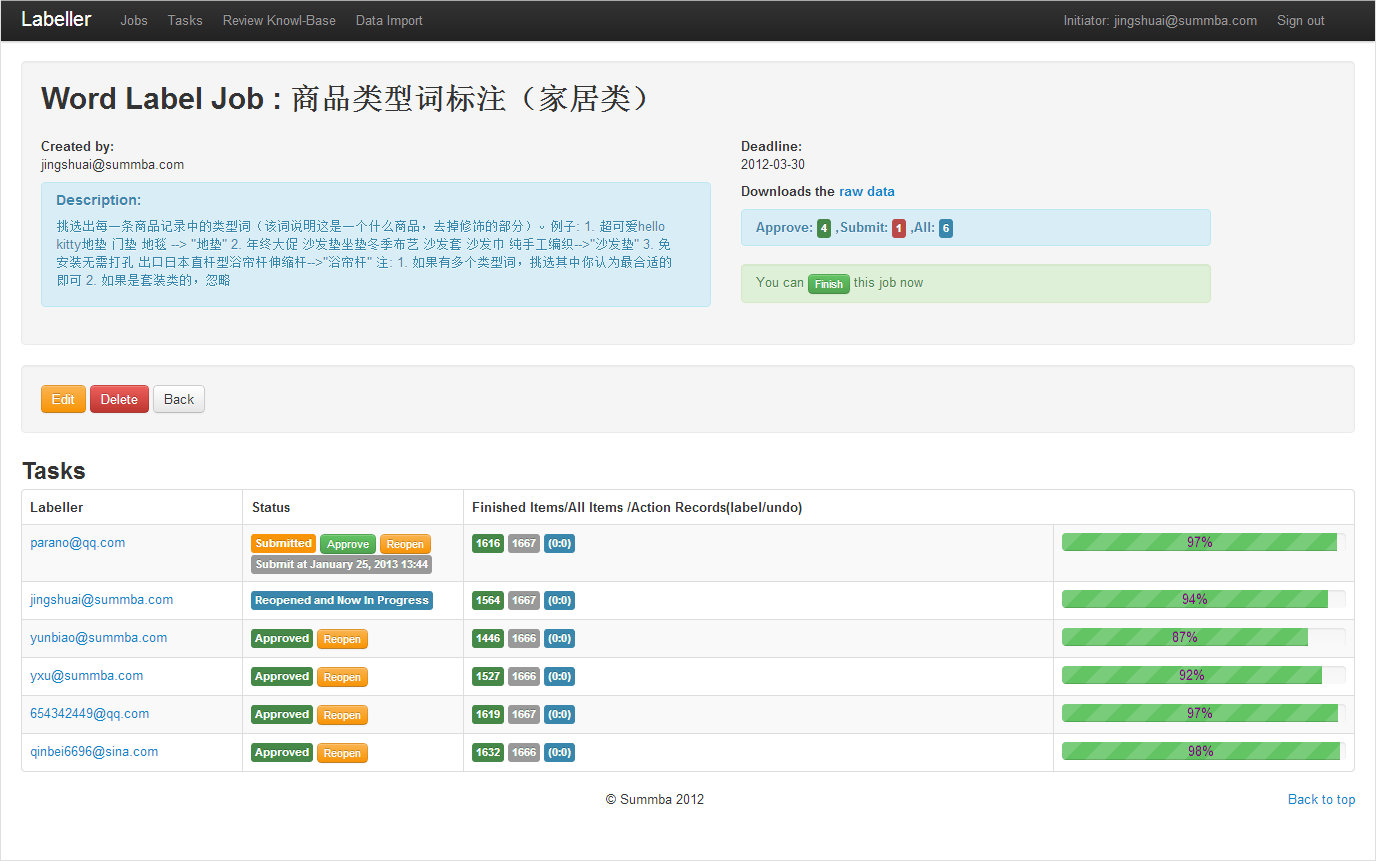 Labeller Jobs Tasks Review Knowl-Base Data Import Initiator: jingshuai@summba.com Sign out
Word Label Job : 商品类型词标注（家居类）
Created by:
jingshuai@summba.com
Description:
挑选出每一条商品记录中的类型词（该词说明这是一个什么商品，去掉修饰的部分）。例子: 1. 超可爱hello
kitty地垫 门垫 地毯 --> "地垫" 2. 年终大促 沙发垫坐垫冬季布艺 沙发套 沙发巾 纯手工编织-->"沙发垫" 3. 免
安装无需打孔 出口日本直杆型浴帘杆伸缩杆-->"浴帘杆" 注: 1. 如果有多个类型词，挑选其中你认为最合适的
即可 2. 如果是套装类的，忽略
Deadline:
2012-03-30
Downloads the raw data
Approve: 4 ,Submit: 1 ,All: 6
You can Finish this job now
Edit Delete Back
Tasks
Labeller Status Finished Items/All Items /Action Records(label/undo)
parano@qq.com Submitted Approve Reopen 1616 1667 (0:0) 97%
Submit at January 25, 2013 13:44
jingshuai@summba.com Reopened and Now In Progress 1564 1667 (0:0) 94%
yunbiao@summba.com Approved Reopen 1446 1666 (0:0) 87%
yxu@summba.com Approved Reopen 1527 1666 (0:0) 92%
654342449@qq.com Approved Reopen 1619 1667 (0:0) 97%
qinbei6696@sina.com Approved Reopen 1632 1666 (0:0) 98%
© Summba 2012 Back to top